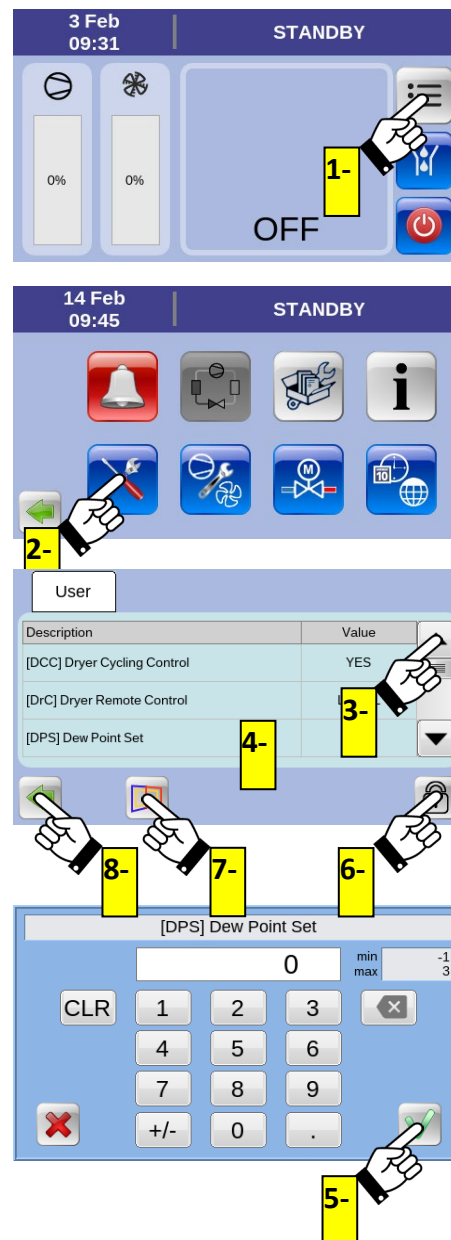 3 Feb
09:31
STANDBY
0%
0%
1-
OFF
14 Feb
09:45
STANDBY
i
M
10
2-
User
Description Value
[DCC] Dryer Cycling Control YES
[DrC] Dryer Remote Control
3-
[DPS] Dew Point Set
4-
8-
7-
6-
[DPS] Dew Point Set
0
min -1
max 3
CLR 1 2 3
4 5 6
7 8 9
+/- 0 .
5-